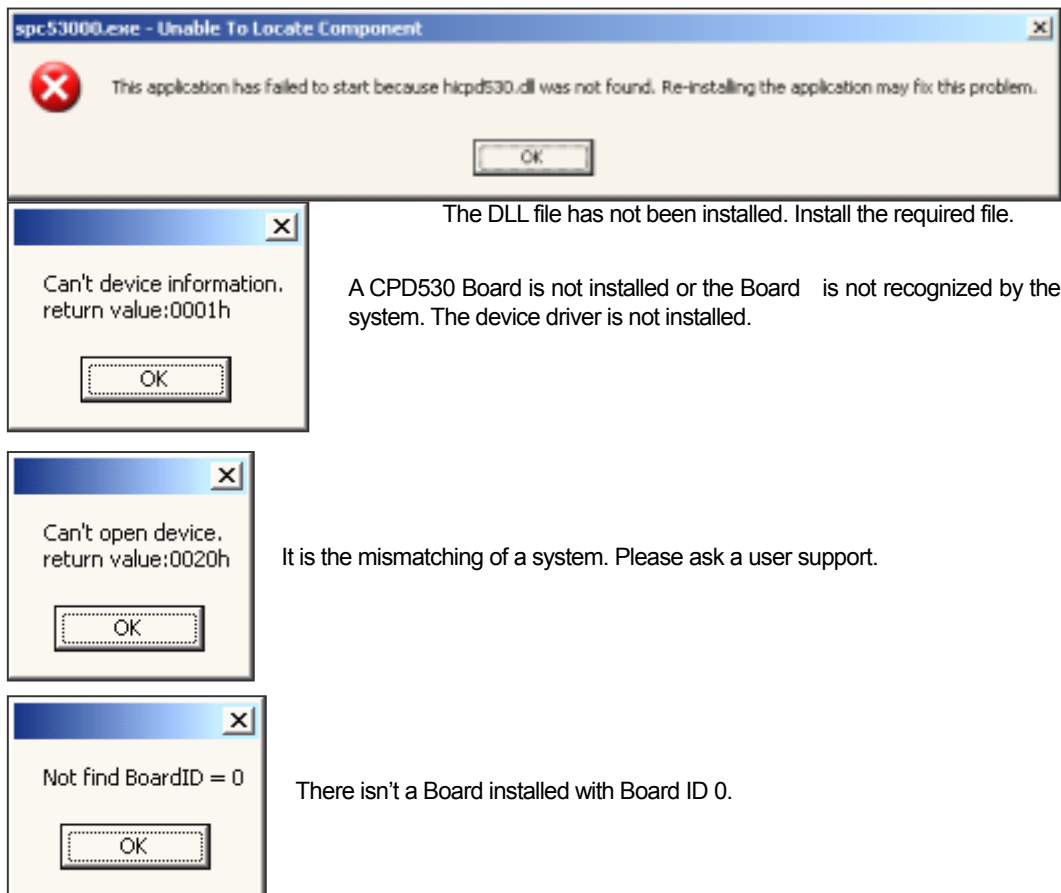 spc53000.exe - Unable To Locate Component
This application has failed to start because hicpd530.dll was not found. Re-installing the application may fix this problem.
OK
The DLL file has not been installed. Install the required file.
Can't device information.
return value:0001h
OK
A CPD530 Board is not installed or the Board is not recognized by the
system. The device driver is not installed.
Can't open device.
return value:0020h
OK
It is the mismatching of a system. Please ask a user support.
Not find BoardID = 0
OK
There isn't a Board installed with Board ID 0.